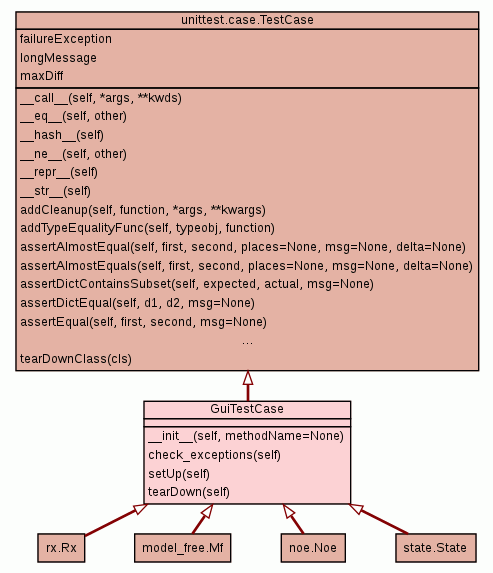 unittest.case.TestCase
failureException
longMessage
maxDiff
__call__(self, *args, **kwds)
__eq__(self, other)
__hash__(self)
__ne__(self, other)
__repr__(self)
__str__(self)
addCleanup(self, function, *args, **kwargs)
addTypeEqualityFunc(self, typeobj, function)
assertAlmostEqual(self, first, second, places=None, msg=None, delta=None)
assertAlmostEquals(self, first, second, places=None, msg=None, delta=None)
assertDictContainsSubset(self, expected, actual, msg=None)
assertDictEqual(self, d1, d2, msg=None)
assertEqual(self, first, second, msg=None)
...
tearDownClass(cls)
GuiTestCase
__init__(self, methodName=None)
check_exceptions(self)
setUp(self)
tearDown(self)
rx.Rx
model_free.Mf
noe.Noe
state.State